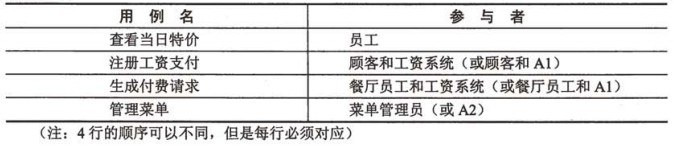 用例名 参与者
查看当日特价 员工
注册工资支付 顾客和工资系统（或顾客和 A1）
生成付费请求 餐厅员工和工资系统（或餐厅员工和 A1）
管理菜单 菜单管理员（或 A2）
（注：4 行的顺序可以不同，但是每行必须对应）